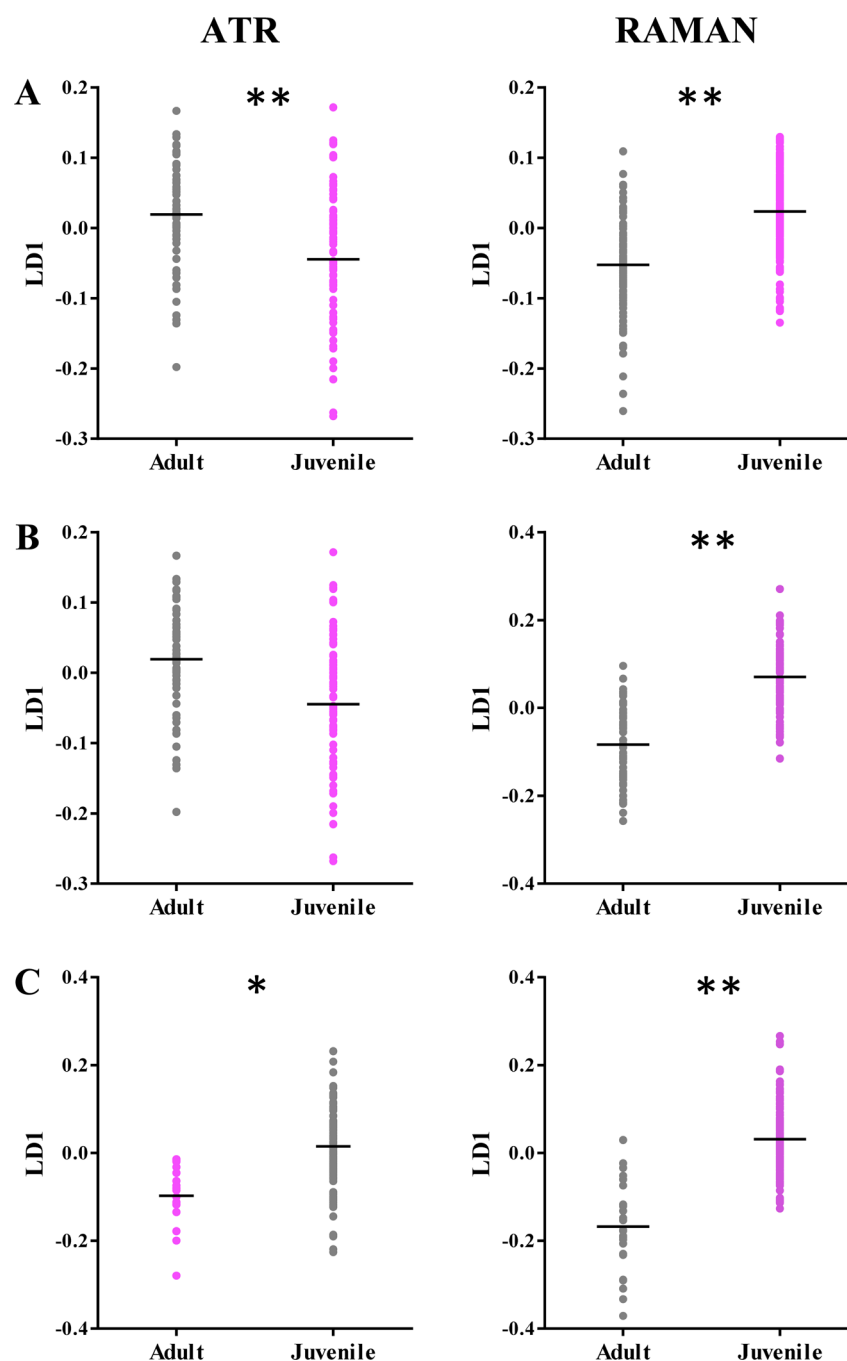 ATR RAMAN
A ** **
LD1 LD1
0.2 0.2
0.1 0.1
0.0 0.0
-0.1 -0.1
-0.2 -0.2
-0.3 -0.3
Adult Juvenile Adult Juvenile
B **
LD1 LD1
0.2 0.4
0.1 0.2
0.0 0.0
-0.1 -0.2
-0.2 -0.4
-0.3
Adult Juvenile Adult Juvenile
C * **
LD1 LD1
0.4 0.4
0.2 0.2
0.0 0.0
-0.2 -0.2
-0.4 -0.4
Adult Juvenile Adult Juvenile